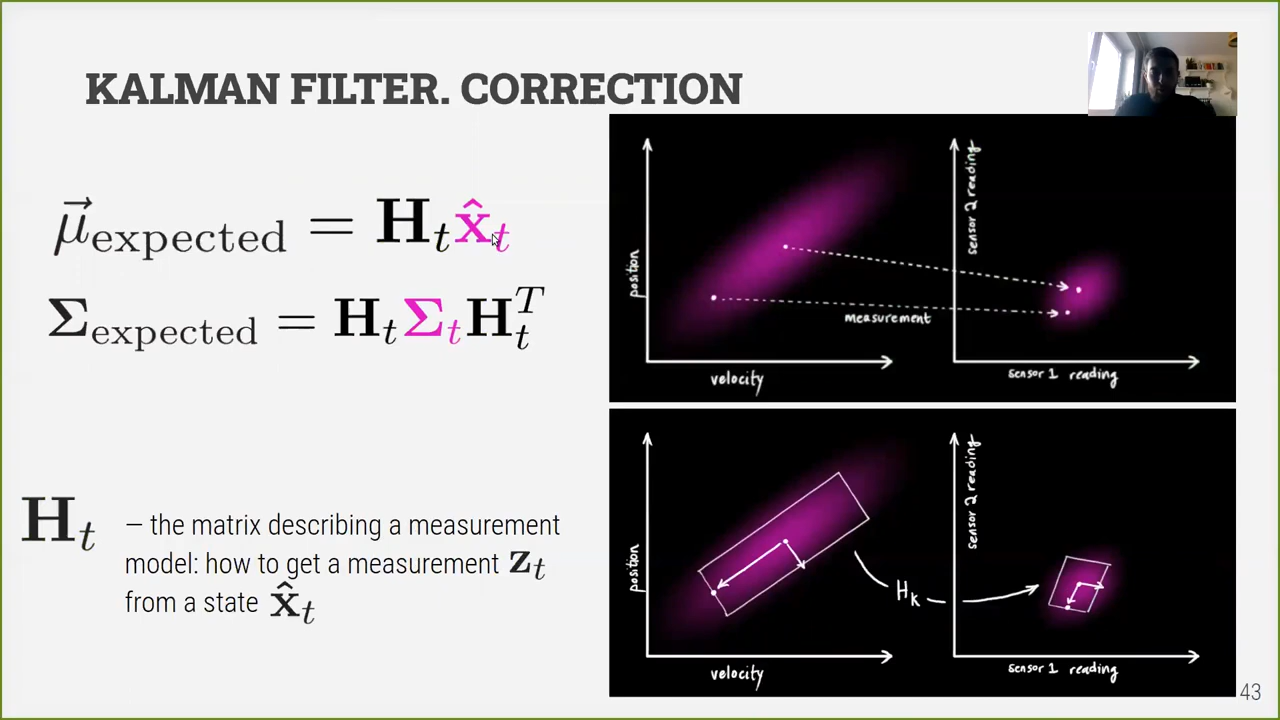 KALMAN FILTER. CORRECTION
μ⃗expected = Hₜx̂ₜ
Σexpected = HₜΣₜHₜᵀ
Hₜ
– the matrix describing a measurement
model: how to get a measurement zₜ
from a state x̂ₜ
position
velocity
measurement
sensor 2 reading
sensor 1 reading
position
velocity
Hₖ
sensor 2 reading
sensor 1 reading
43